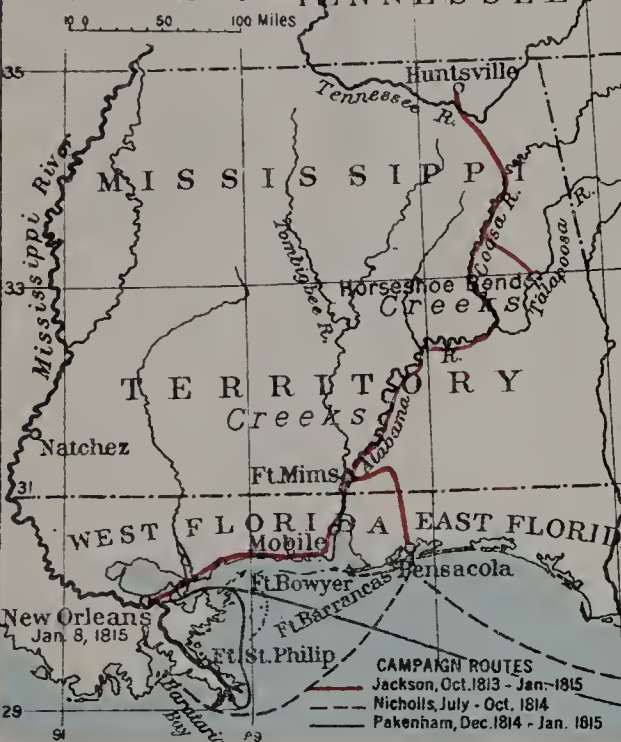 TENNESSEE
0 50 100 Miles
35
Huntsville
Tennessee R.
Mississippi River
MISSISSIPPI
Coosa R.
R.
Tombigbee R.
Talapoosa
33
Horseshoe Bend
Creeks
R.
TERRITORY
Creeks
Alabama
Natchez
Ft.Mims
31
WEST FLORIDA
EAST FLORID
Mobile
Ft.Bowyer
Ft.Barrancas
Pensacola
New Orleans
Jan. 8, 1815
Ft.St.Philip
Barataria
Bay
CAMPAIGN ROUTES
Jackson, Oct.1813 - Jan.-1815
Nicholls, July - Oct. 1814
Pakenham, Dec.1814 - Jan. 1815
29
91
89